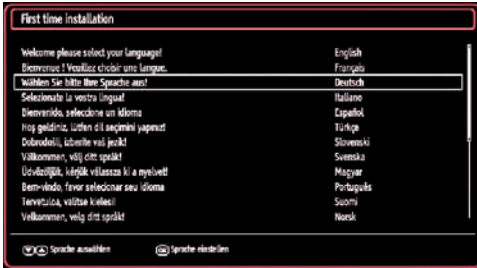 First time installation
Welcome please select your language! English
Bienvenue ! Veuillez choisir une langue. Français
Wählen Sie bitte Ihre Sprache aus! Deutsch
Selezionate la vostra lingua! Italiano
Bienvenido, seleccione un idioma Español
Hoş geldiniz, lütfen dil seçimini yapınız! Türkçe
Dobrodošli, izberite vaš jezik! Slovenski
Välkommen, välj ditt språk! Svenska
Üdvözöljük, kérjük válassza ki a nyelvet! Magyar
Bem-vindo, favor selecionar seu idioma Português
Tervetuloa, valitse kielesi! Suomi
Velkommen, velg ditt språk! Norsk
Sprache auswählen OK Sprache einstellen